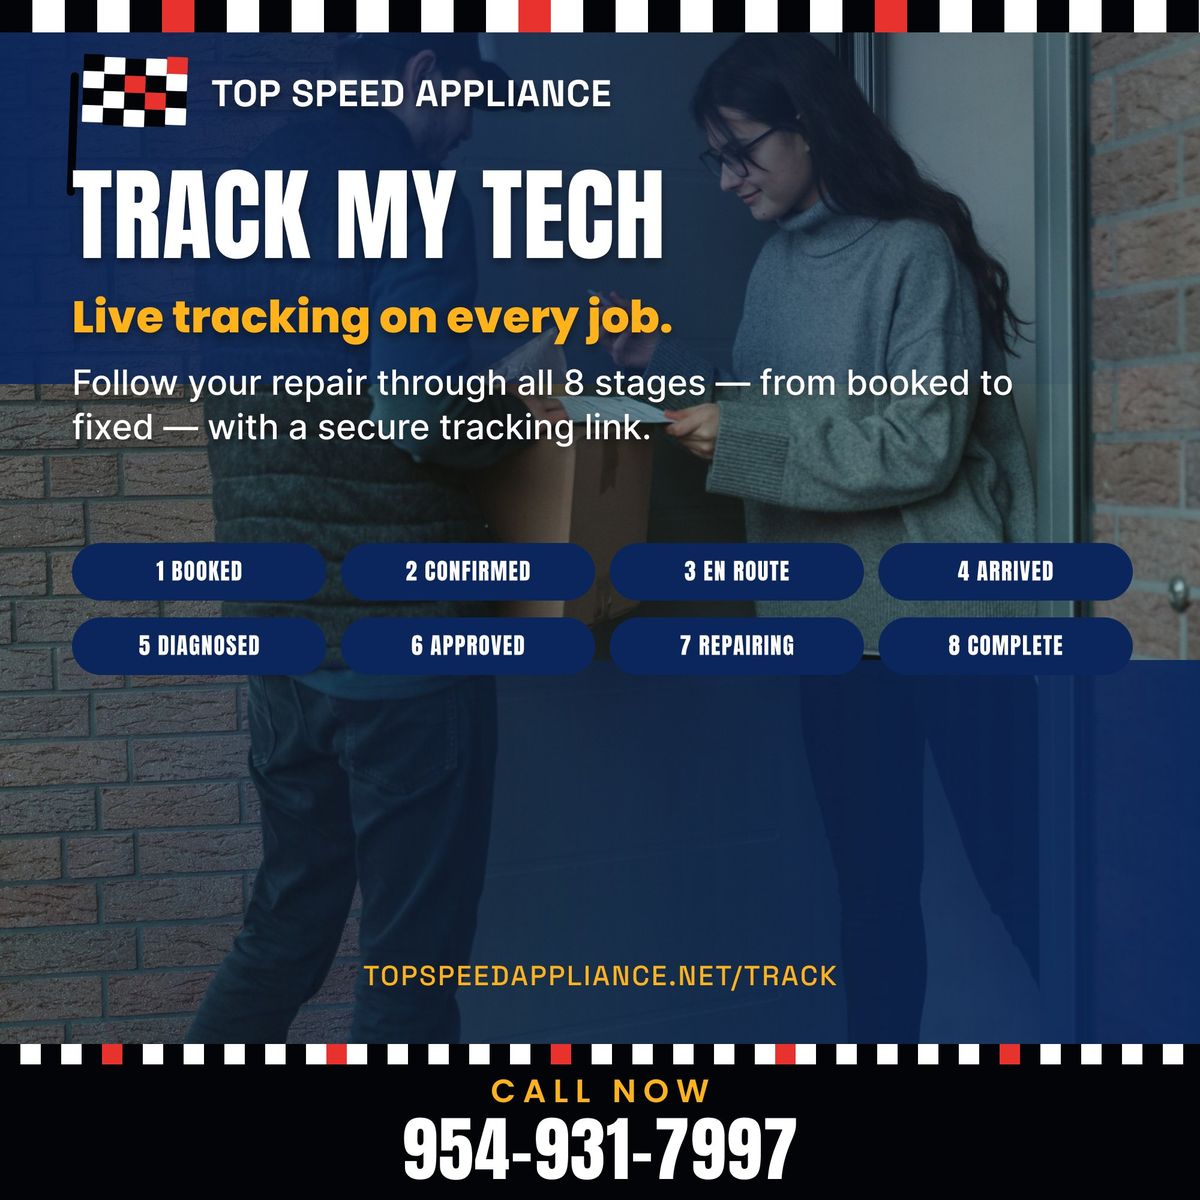 TOP SPEED APPLIANCE
TRACK MY TECH
Live tracking on every job.
Follow your repair through all 8 stages — from booked to
fixed — with a secure tracking link.
1 BOOKED
2 CONFIRMED
3 EN ROUTE
4 ARRIVED
5 DIAGNOSED
6 APPROVED
7 REPAIRING
8 COMPLETE
TOPSPEEDAPPLIANCE.NET/TRACK
CALL NOW
954-931-7997